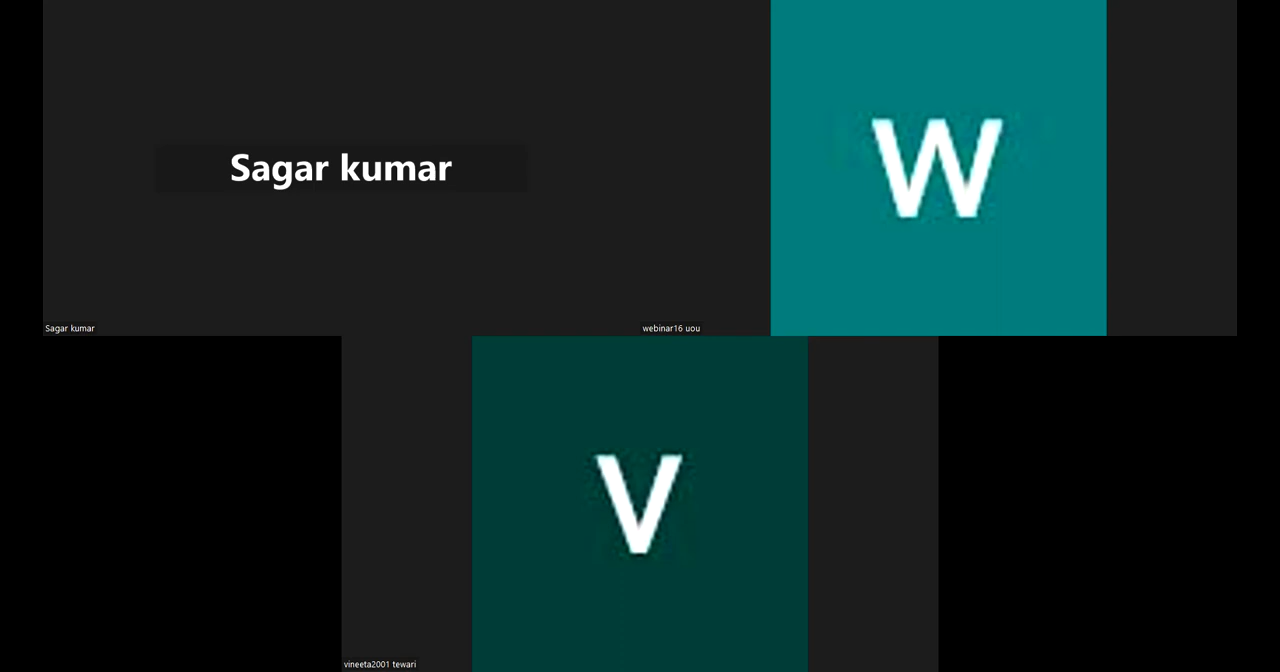 Sagar kumar
W
Sagar kumar
webinar16 uou
V
vineeta2001 tewari